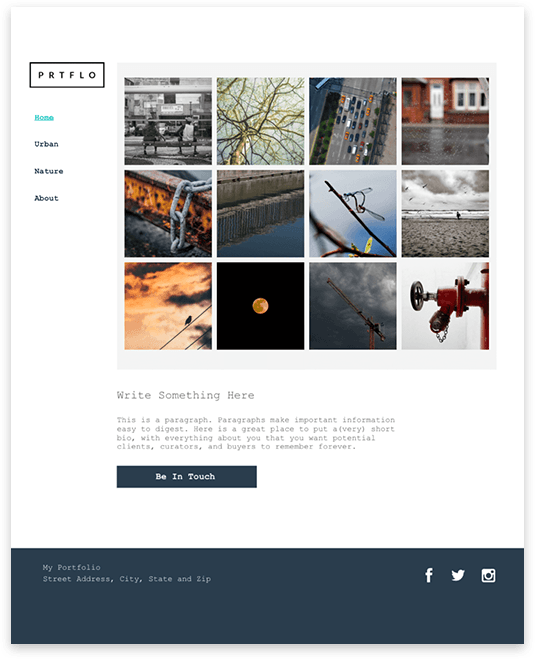 PRTFLO
Home
Urban
Nature
About
Write Something Here
This is a paragraph. Paragraphs make important information
easy to digest. Here is a great place to put a(very) short
bio, with everything about you that you want potential
clients, curators, and buyers to remember forever.
Be In Touch
My Portfolio
Street Address, City, State and Zip